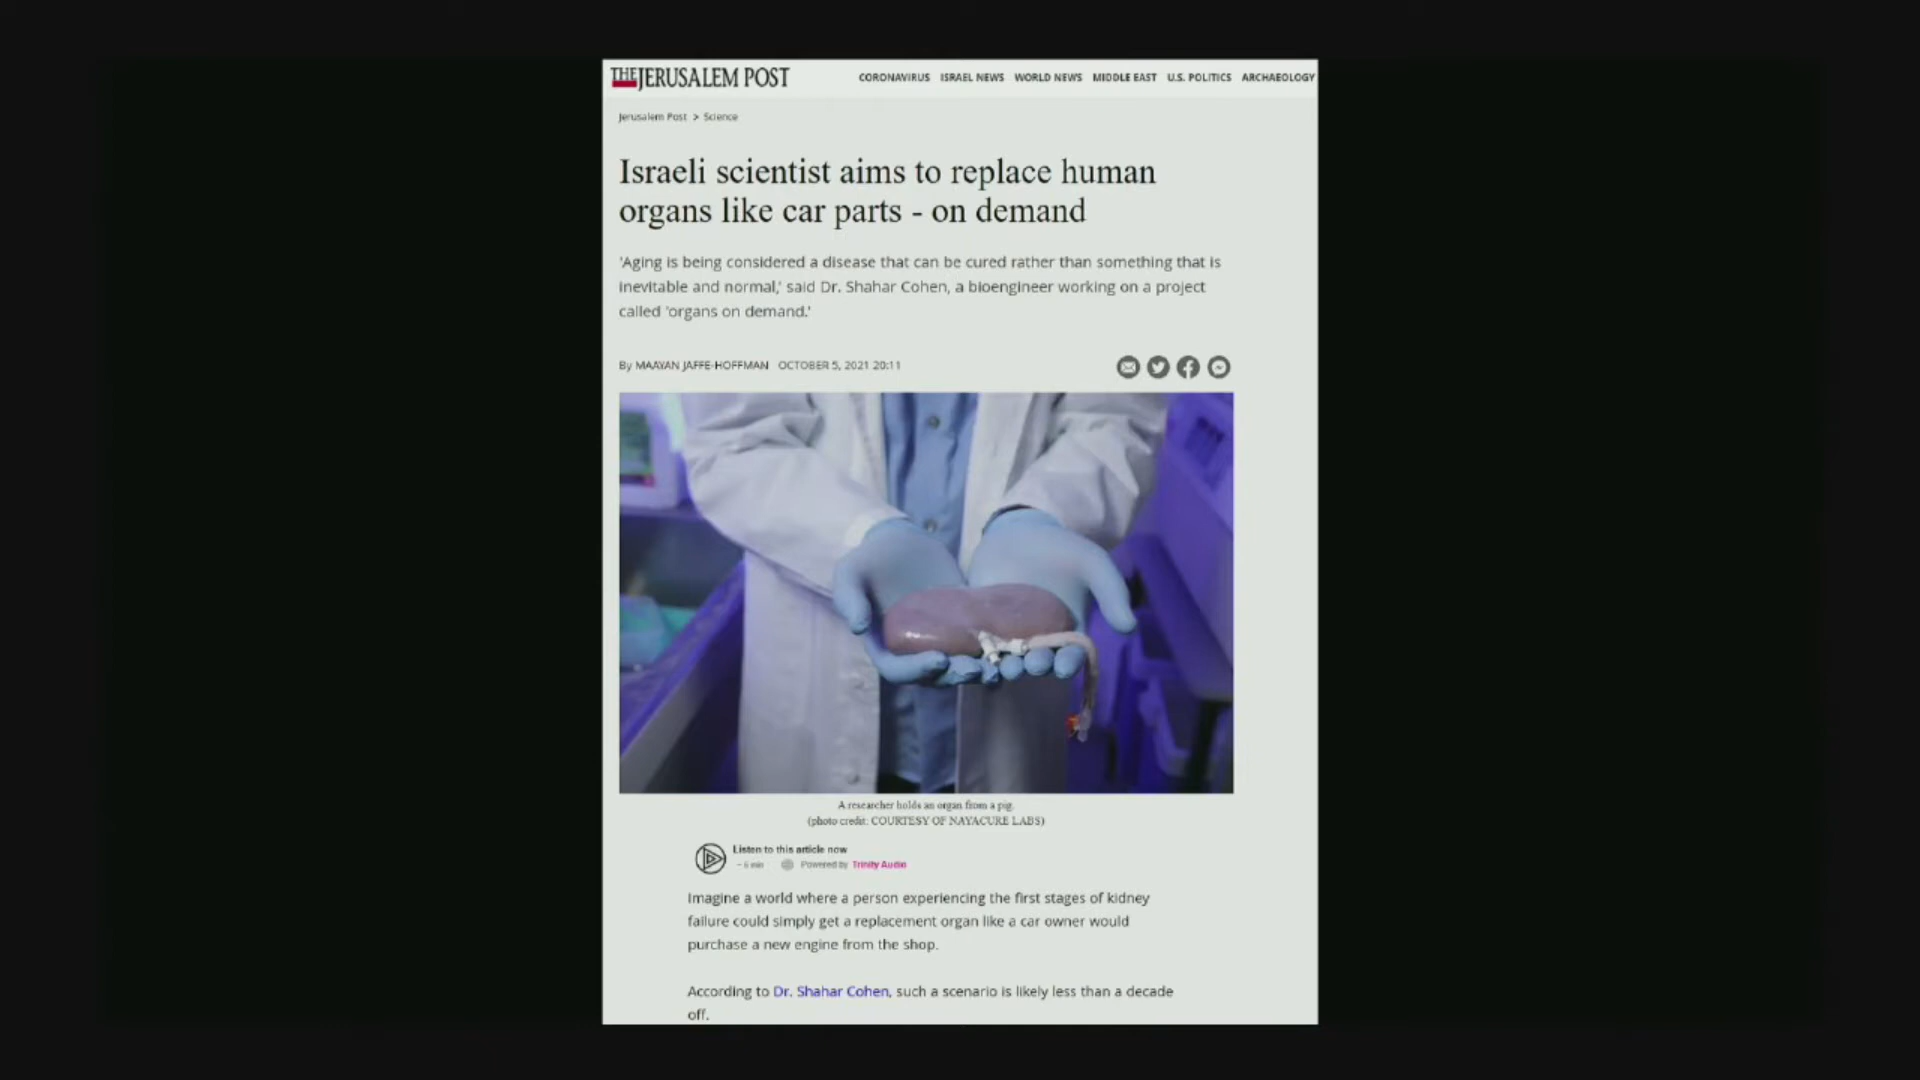 THE JERUSALEM POST
CORONAVIRUS ISRAEL NEWS WORLD NEWS MIDDLE EAST U.S. POLITICS ARCHAEOLOGY
Jerusalem Post > Science
Israeli scientist aims to replace human
organs like car parts - on demand
'Aging is being considered a disease that can be cured rather than something that is
inevitable and normal,' said Dr. Shahar Cohen, a bioengineer working on a project
called 'organs on demand.'
By MAAYAN JAFFE-HOFFMAN OCTOBER 5, 2021 20:11
A researcher holds an organ from a pig.
(photo credit: COURTESY OF NAYACURE LABS)
Listen to this article now
~ 6 min Powered by Trinity Audio
Imagine a world where a person experiencing the first stages of kidney
failure could simply get a replacement organ like a car owner would
purchase a new engine from the shop.
According to Dr. Shahar Cohen, such a scenario is likely less than a decade
off.